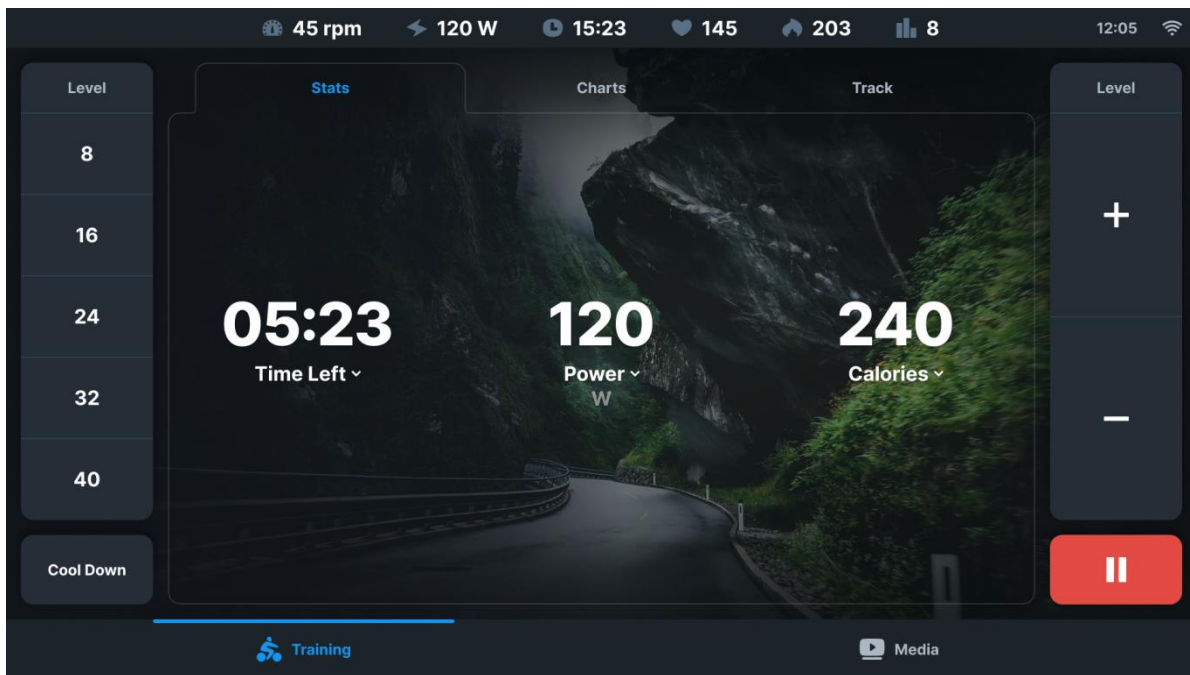 45 rpm
120 W
15:23
145
203
8
12:05
Level
8
16
24
32
40
Cool Down
Stats
Charts
Track
05:23
Time Left
120
Power
W
240
Calories
Level
+
−
Training
Media